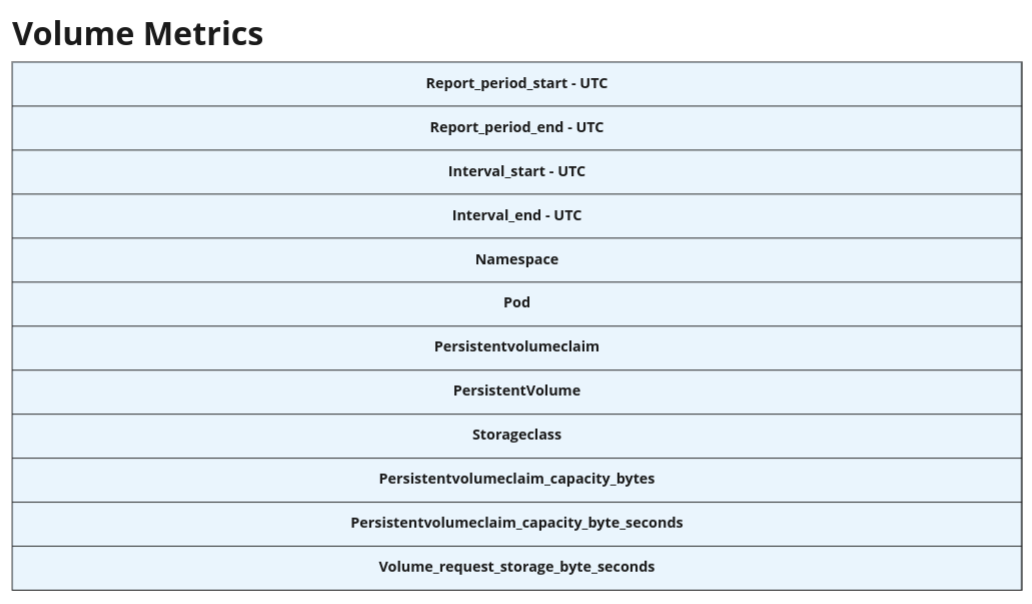 Volume Metrics
Report_period_start - UTC
Report_period_end - UTC
Interval_start - UTC
Interval_end - UTC
Namespace
Pod
Persistentvolumeclaim
PersistentVolume
Storageclass
Persistentvolumeclaim_capacity_bytes
Persistentvolumeclaim_capacity_byte_seconds
Volume_request_storage_byte_seconds